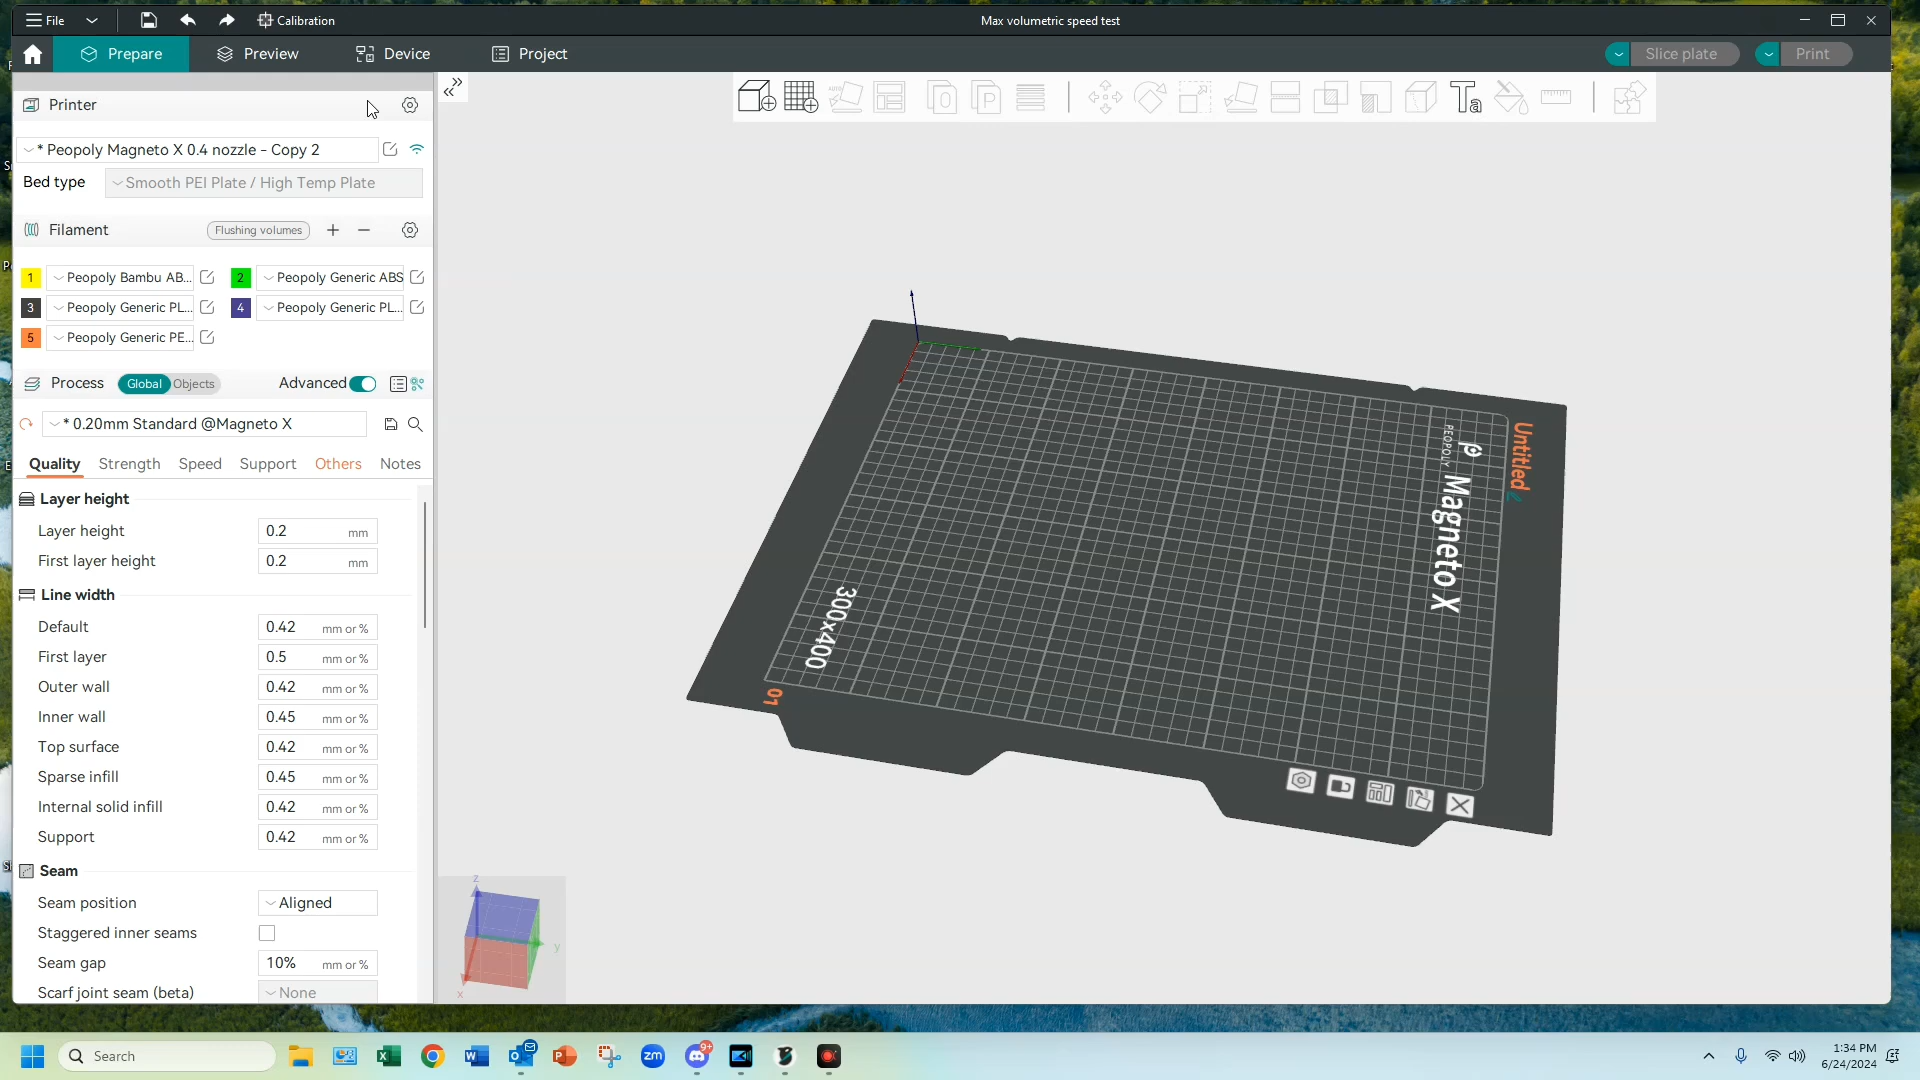 File
Calibration
Max volumetric speed test
Prepare
Preview
Device
Project
Slice plate
Print
Printer
* Peopoly Magneto X 0.4 nozzle - Copy 2
Bed type
Smooth PEI Plate / High Temp Plate
Filament
Flushing volumes
1 Peopoly Bambu AB...
2 Peopoly Generic ABS
3 Peopoly Generic PL...
4 Peopoly Generic PL...
5 Peopoly Generic PE...
Process
Global
Objects
Advanced
* 0.20mm Standard @Magneto X
Quality
Strength
Speed
Support
Others
Notes
Layer height
Layer height 0.2 mm
First layer height 0.2 mm
Line width
Default 0.42 mm or %
First layer 0.5 mm or %
Outer wall 0.42 mm or %
Inner wall 0.45 mm or %
Top surface 0.42 mm or %
Sparse infill 0.45 mm or %
Internal solid infill 0.42 mm or %
Support 0.42 mm or %
Seam
Seam position Aligned
Staggered inner seams
Seam gap 10% mm or %
Scarf joint seam (beta) None
Untitled
PEOPOLY
Magneto X
300x400
01
z
y
x
Search
zm
9+
1:34 PM
6/24/2024